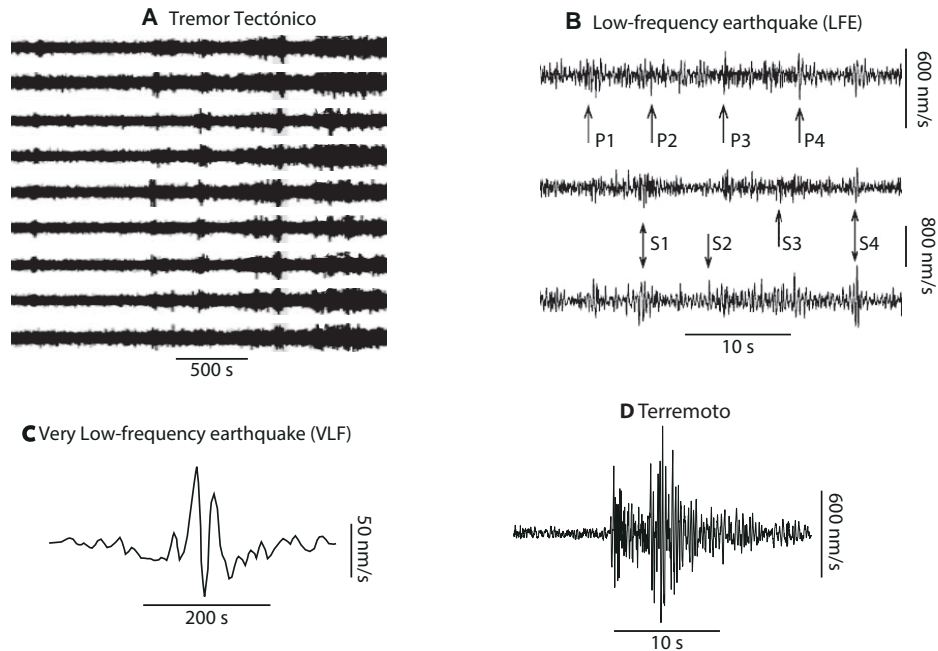 A Tremor Tectónico
500 s
B Low-frequency earthquake (LFE)
600 nm/s
P1 P2 P3 P4
S1 S2 S3 S4
800 nm/s
10 s
C Very Low-frequency earthquake (VLF)
50 nm/s
200 s
D Terremoto
600 nm/s
10 s